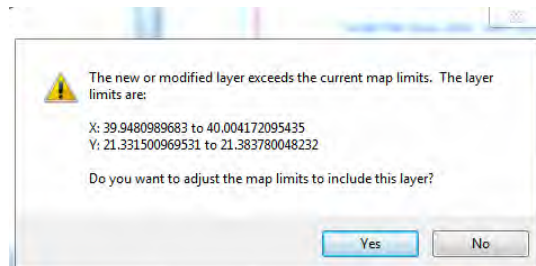 The new or modified layer exceeds the current map limits. The layer
limits are:
X: 39.9480989683 to 40.004172095435
Y: 21.331500969531 to 21.383780048232
Do you want to adjust the map limits to include this layer?
Yes No